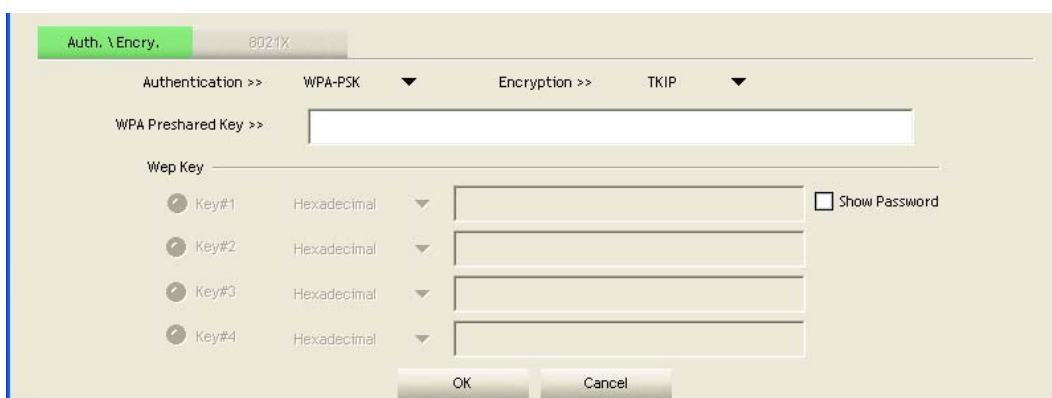 Auth. \ Encry. 8021X
Authentication >> WPA-PSK Encryption >> TKIP
WPA Preshared Key >>
Wep Key
Key#1 Hexadecimal Show Password
Key#2 Hexadecimal
Key#3 Hexadecimal
Key#4 Hexadecimal
OK Cancel